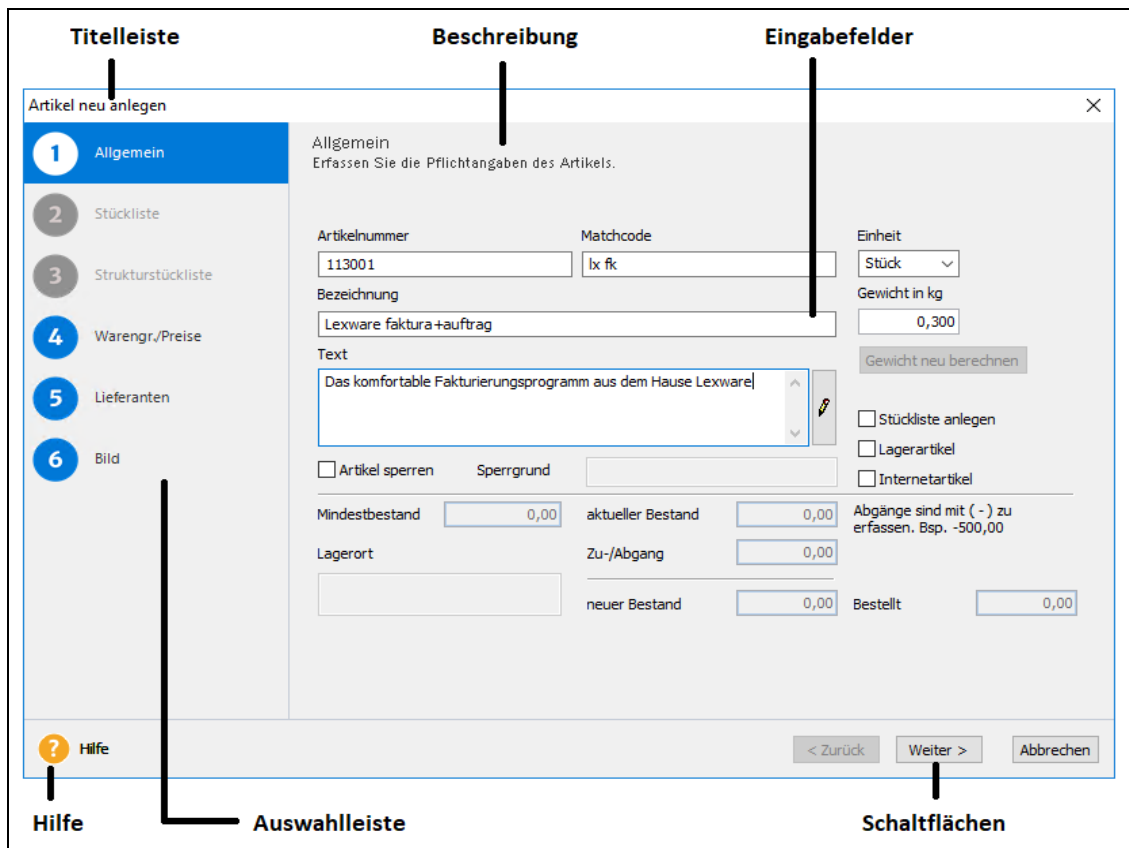 Titelleiste Beschreibung Eingabefelder
Artikel neu anlegen
1 Allgemein
2 Stückliste
3 Strukturstückliste
4 Warengr./Preise
5 Lieferanten
6 Bild
Allgemein
Erfassen Sie die Pflichtangaben des Artikels.
Artikelnummer Matchcode Einheit
113001 lx fk Stück
Bezeichnung Gewicht in kg
Lexware faktura+auftrag 0,300
Text Gewicht neu berechnen
Das komfortable Fakturierungsprogramm aus dem Hause Lexware
Stückliste anlegen
Lagerartikel
Artikel sperren Sperrgrund Internetartikel
Mindestbestand 0,00 aktueller Bestand 0,00 Abgänge sind mit ( - ) zu
erfassen. Bsp. -500,00
Lagerort Zu-/Abgang 0,00
neuer Bestand 0,00 Bestellt 0,00
? Hilfe < Zurück Weiter > Abbrechen
Hilfe Auswahlleiste Schaltflächen